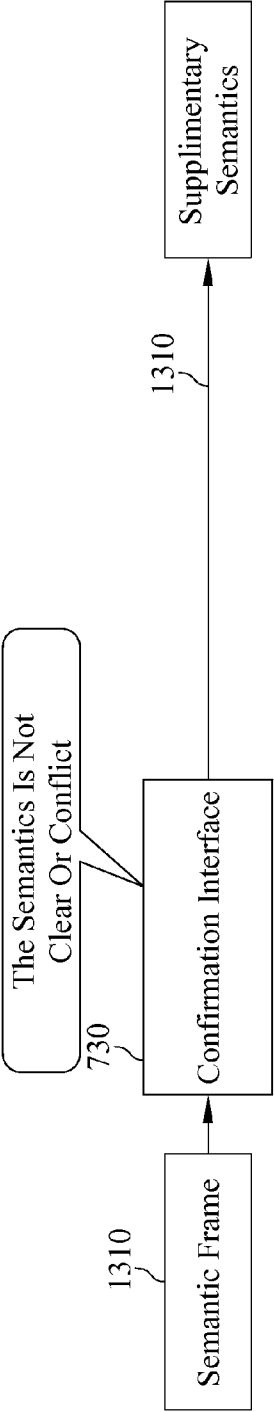 1310
Semantic Frame
730
Confirmation Interface
The Semantics Is Not
Clear Or Conflict
1310
Supplimentary
Semantics